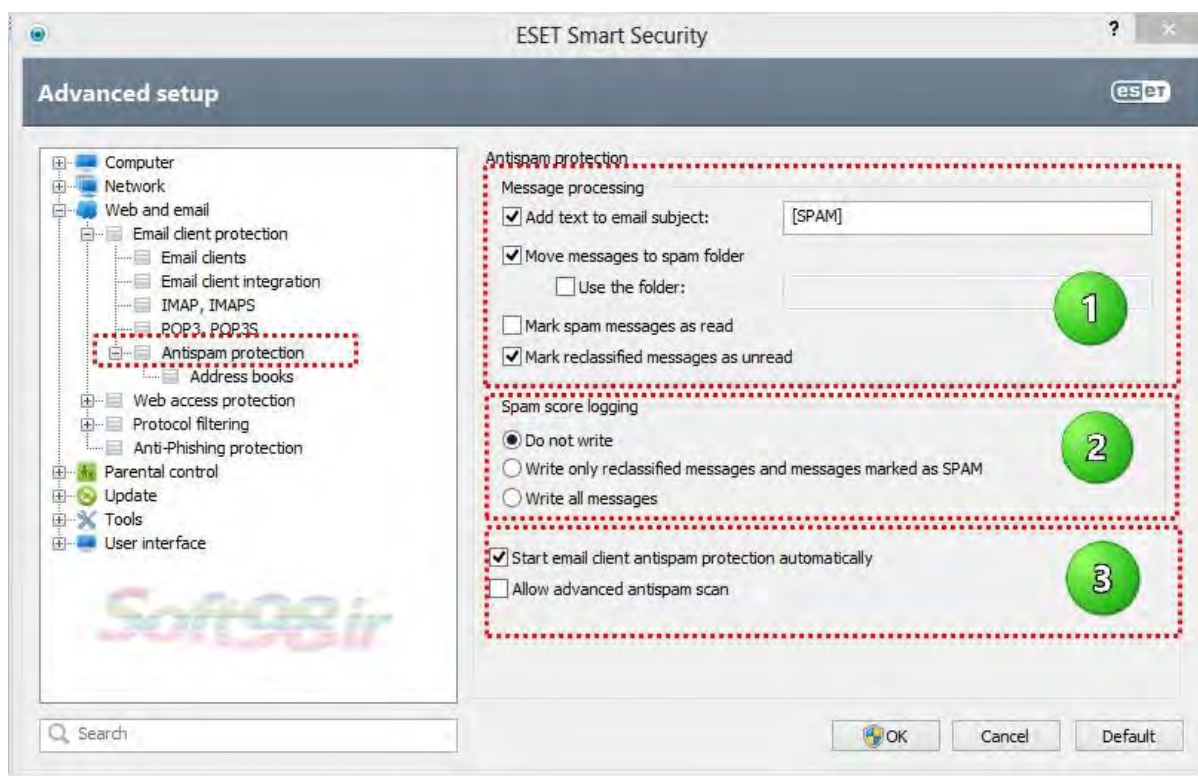 ESET Smart Security
?
Advanced setup
eseT
Computer
Network
Web and email
Email client protection
Email clients
Email client integration
IMAP, IMAPS
POP3, POP3S
Antispam protection
Address books
Web access protection
Protocol filtering
Anti-Phishing protection
Parental control
Update
Tools
User interface
Soft98.ir
Antispam protection
Message processing
Add text to email subject:
[SPAM]
Move messages to spam folder
Use the folder:
Mark spam messages as read
Mark reclassified messages as unread
1
Spam score logging
Do not write
Write only reclassified messages and messages marked as SPAM
Write all messages
2
Start email client antispam protection automatically
Allow advanced antispam scan
3
Search
OK
Cancel
Default